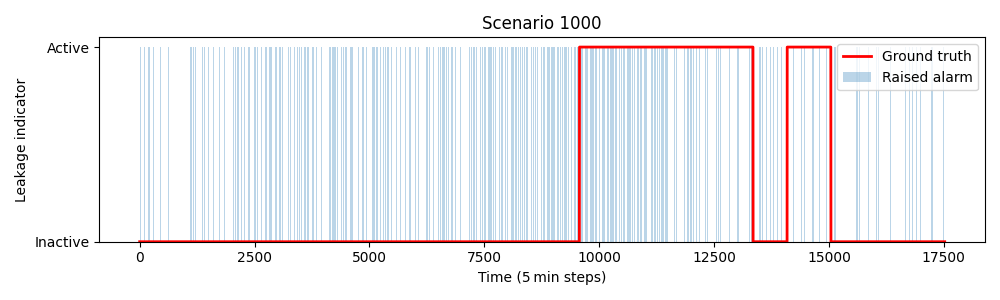 Scenario 1000
Active
Inactive
Leakage indicator
Ground truth
Raised alarm
0 2500 5000 7500 10000 12500 15000 17500
Time (5 min steps)